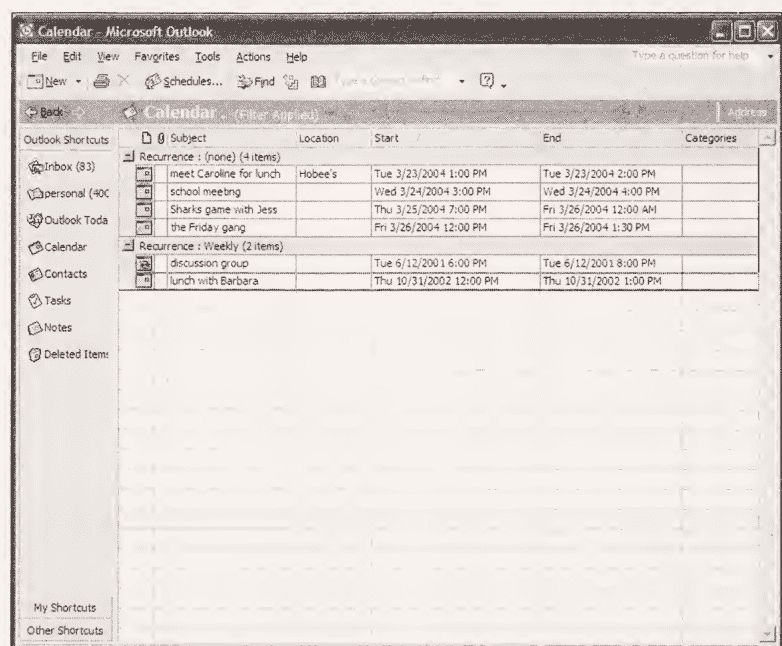 Calendar - Microsoft Outlook
File Edit View Favorites Tools Actions Help Type a question for help
New Schedules... Find
Back Calendar . (Filter Applied) Address
Outlook Shortcuts Subject Location Start End Categories
Recurrence : (none) (4 items)
Inbox (83) meet Caroline for lunch Hobee's Tue 3/23/2004 1:00 PM Tue 3/23/2004 2:00 PM
personal (400 school meeting Wed 3/24/2004 3:00 PM Wed 3/24/2004 4:00 PM
Sharks game with Jess Thu 3/25/2004 7:00 PM Fri 3/26/2004 12:00 AM
Outlook Toda the Friday gang Fri 3/26/2004 12:00 PM Fri 3/26/2004 1:30 PM
Calendar Recurrence : Weekly (2 items)
discussion group Tue 6/12/2001 6:00 PM Tue 6/12/2001 8:00 PM
Contacts lunch with Barbara Thu 10/31/2002 12:00 PM Thu 10/31/2002 1:00 PM
Tasks
Notes
Deleted Items
My Shortcuts
Other Shortcuts